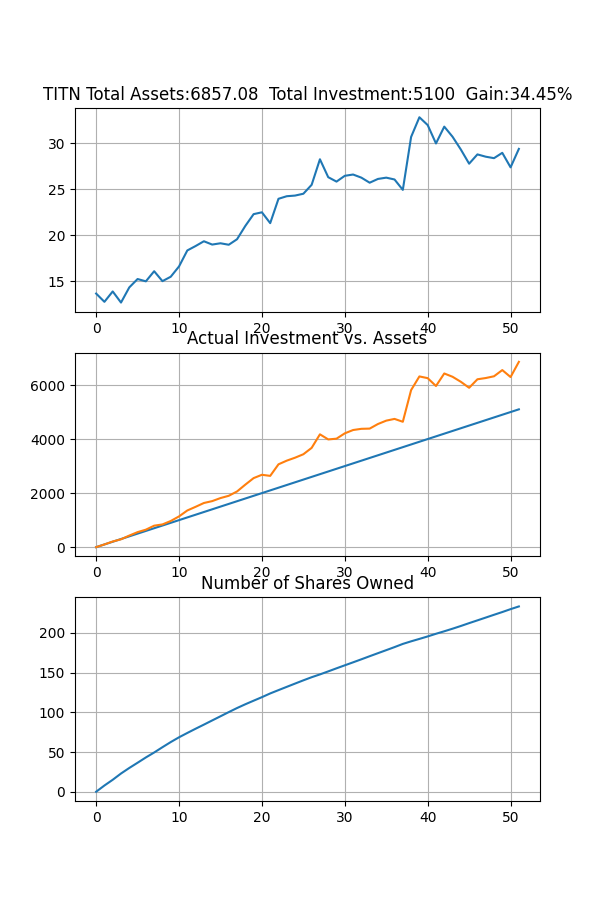 TITN Total Assets:6857.08  Total Investment:5100  Gain:34.45%
30
25
20
15
0 10 20 30 40 50
Actual Investment vs. Assets
6000
4000
2000
0
0 10 20 30 40 50
Number of Shares Owned
200
150
100
50
0
0 10 20 30 40 50